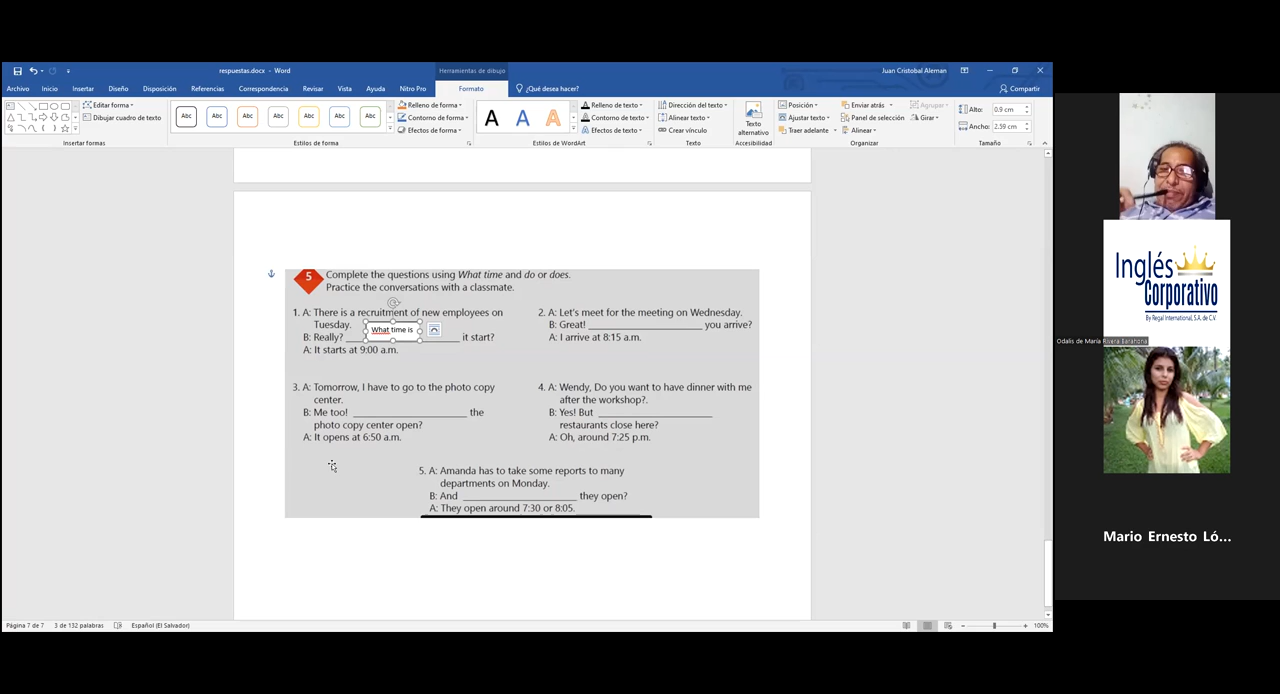 respuestas.docx - Word
Herramientas de dibujo
Juan Cristobal Aleman
Archivo Inicio Insertar Diseño Disposición Referencias Correspondencia Revisar Vista Ayuda Nitro Pro Formato ¿Qué desea hacer? Compartir
Editar forma
Dibujar cuadro de texto
Insertar formas
Abc Abc Abc Abc Abc Abc Abc
Relleno de forma
Contorno de forma
Efectos de forma
Estilos de forma
A A A
Relleno de texto
Contorno de texto
Efectos de texto
Estilos de WordArt
Dirección del texto
Alinear texto
Crear vínculo
Texto
Texto
alternativo
Accesibilidad
Posición
Ajustar texto
Traer adelante
Enviar atrás
Panel de selección
Alinear
Agrupar
Girar
Organizar
Alto: 0.9 cm
Ancho: 2.59 cm
Tamaño
5 Complete the questions using What time and do or does.
Practice the conversations with a classmate.
1. A: There is a recruitment of new employees on
Tuesday.
What time is
B: Really? ____________________ it start?
A: It starts at 9:00 a.m.
2. A: Let's meet for the meeting on Wednesday.
B: Great! ____________________ you arrive?
A: I arrive at 8:15 a.m.
3. A: Tomorrow, I have to go to the photo copy
center.
B: Me too! ____________________ the
photo copy center open?
A: It opens at 6:50 a.m.
4. A: Wendy, Do you want to have dinner with me
after the workshop?.
B: Yes! But ____________________
restaurants close here?
A: Oh, around 7:25 p.m.
5. A: Amanda has to take some reports to many
departments on Monday.
B: And ____________________ they open?
A: They open around 7:30 or 8:05.
Página 7 de 7 3 de 132 palabras Español (El Salvador) 100%
Inglés
Corporativo
By Regal International, S.A. de C.V.
Odalis de María Rivera Barahona
Mario Ernesto Ló...